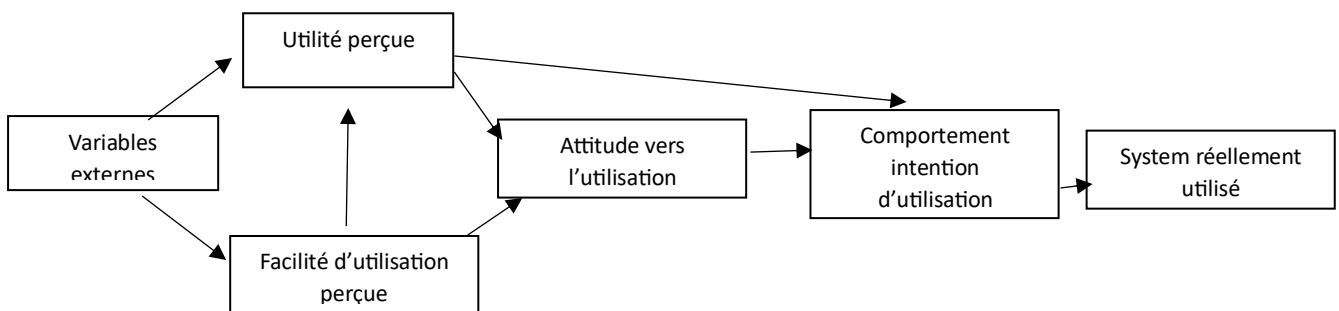 Utilité perçue
Variables
externes
Attitude vers
l’utilisation
Comportement
intention
d’utilisation
System réellement
utilisé
Facilité d’utilisation
perçue